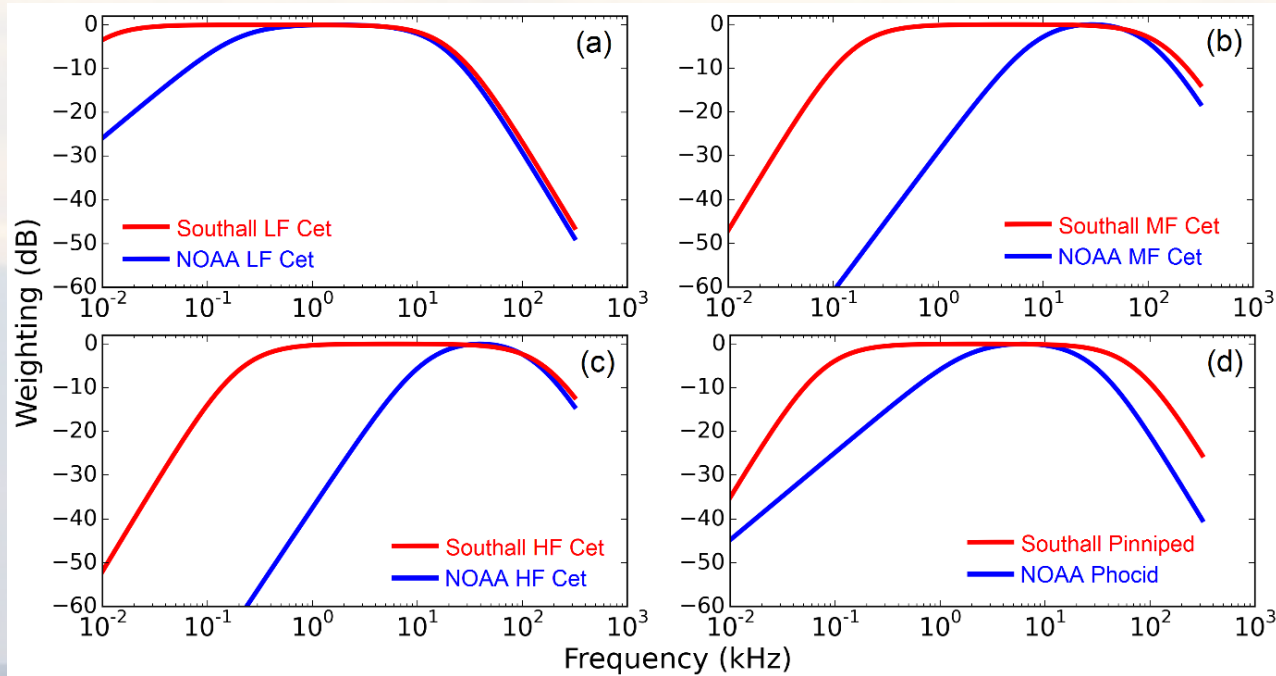 Weighting (dB)
0
−10
−20
−30
−40
−50
−60
(a)
Southall LF Cet
NOAA LF Cet
10⁻² 10⁻¹ 10⁰ 10¹ 10² 10³
0
−10
−20
−30
−40
−50
−60
(b)
Southall MF Cet
NOAA MF Cet
10⁻² 10⁻¹ 10⁰ 10¹ 10² 10³
0
−10
−20
−30
−40
−50
−60
(c)
Southall HF Cet
NOAA HF Cet
10⁻² 10⁻¹ 10⁰ 10¹ 10² 10³
0
−10
−20
−30
−40
−50
−60
(d)
Southall Pinniped
NOAA Phocid
10⁻² 10⁻¹ 10⁰ 10¹ 10² 10³
Frequency (kHz)